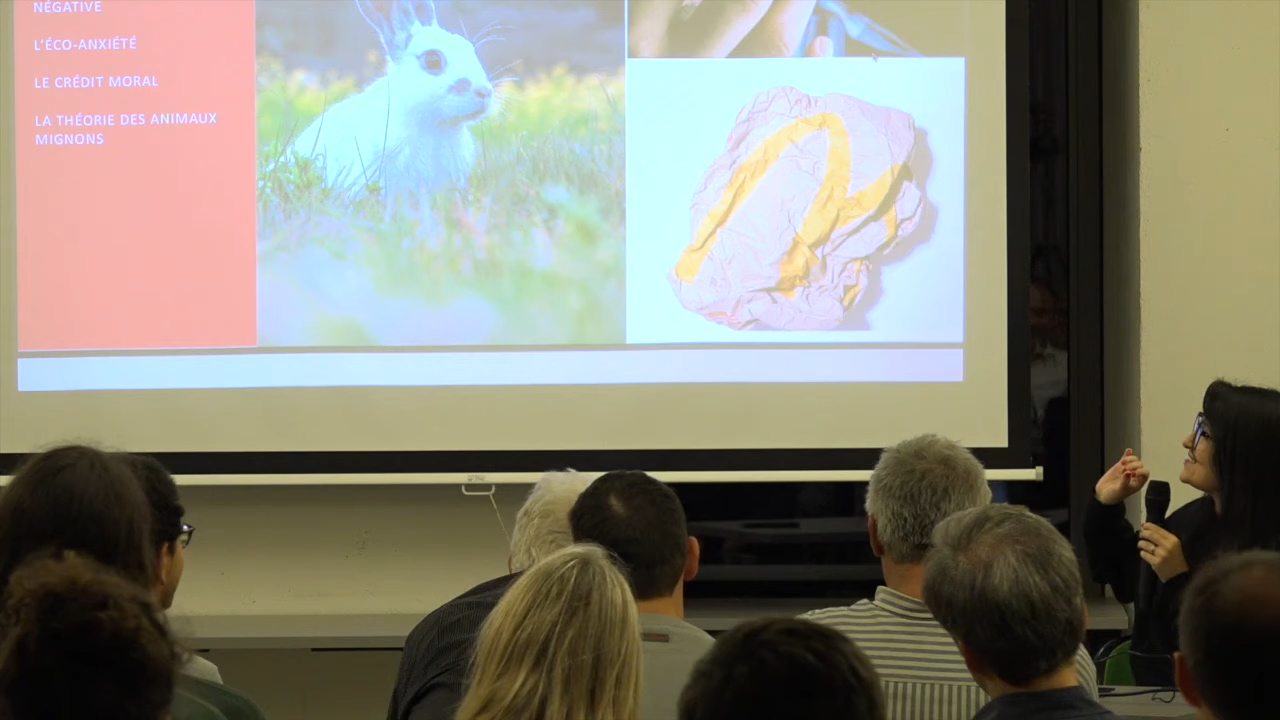 NÉGATIVE
L'ÉCO-ANXIÉTÉ
LE CRÉDIT MORAL
LA THÉORIE DES ANIMAUX
MIGNONS